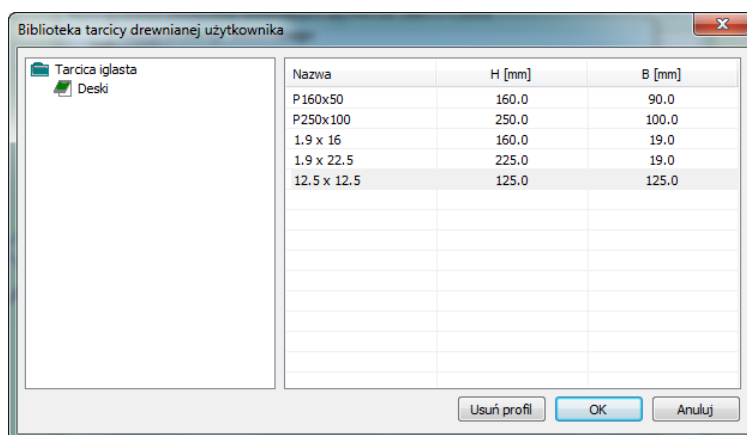 Biblioteka tarcicy drewnianej użytkownika
Tarcica iglasta
Deski
Nazwa H [mm] B [mm]
P160x50 160.0 90.0
P250x100 250.0 100.0
1.9 x 16 160.0 19.0
1.9 x 22.5 225.0 19.0
12.5 x 12.5 125.0 125.0
Usuń profil OK Anuluj